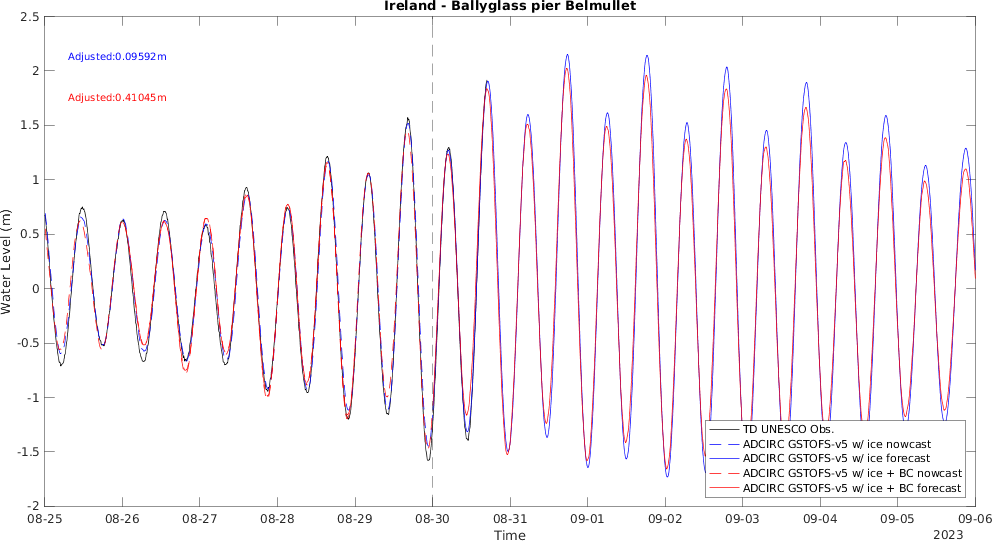 Ireland - Ballyglass pier Belmullet
Adjusted:0.09592m
Adjusted:0.41045m
Water Level (m)
2.5
2
1.5
1
0.5
0
-0.5
-1
-1.5
-2
TD UNESCO Obs.
ADCIRC GSTOFS-v5 w/ ice nowcast
ADCIRC GSTOFS-v5 w/ ice forecast
ADCIRC GSTOFS-v5 w/ ice + BC nowcast
ADCIRC GSTOFS-v5 w/ ice + BC forecast
08-25 08-26 08-27 08-28 08-29 08-30 08-31 09-01 09-02 09-03 09-04 09-05 09-06
Time
2023